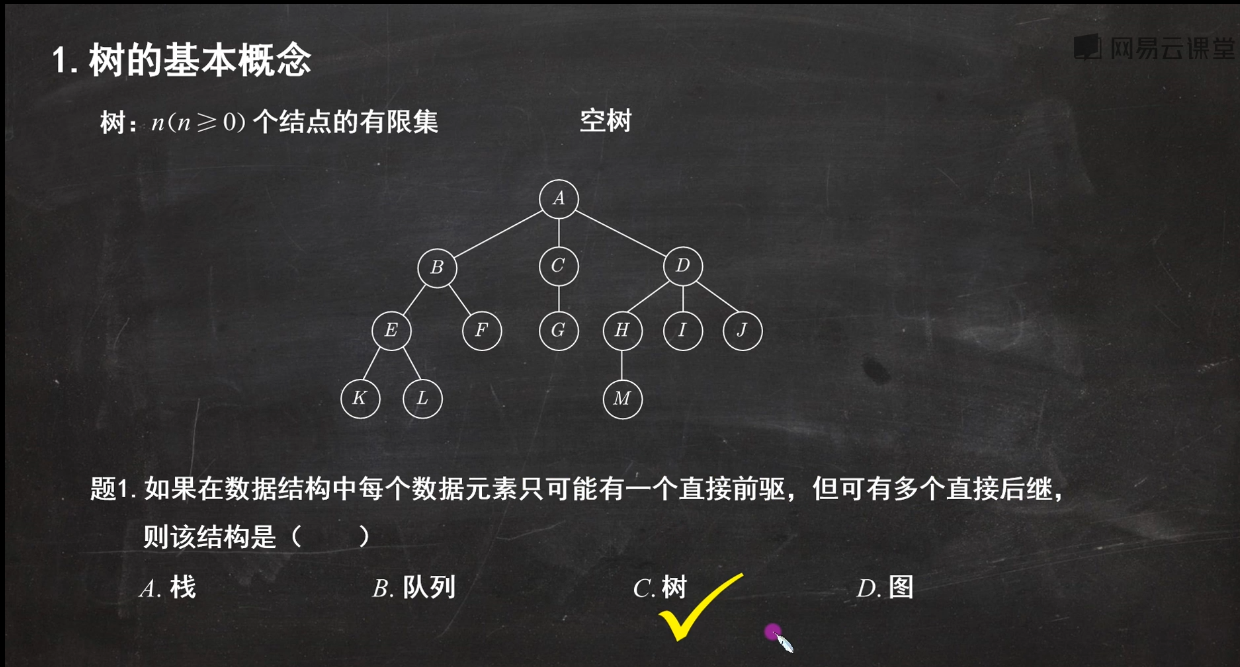 网易云课堂
1.树的基本概念
树：n(n≥0)个结点的有限集 空树
A
B C D
E F G H I J
K L M
题1.如果在数据结构中每个数据元素只可能有一个直接前驱，但可有多个直接后继，
则该结构是（ ）
A.栈 B.队列 C.树 D.图